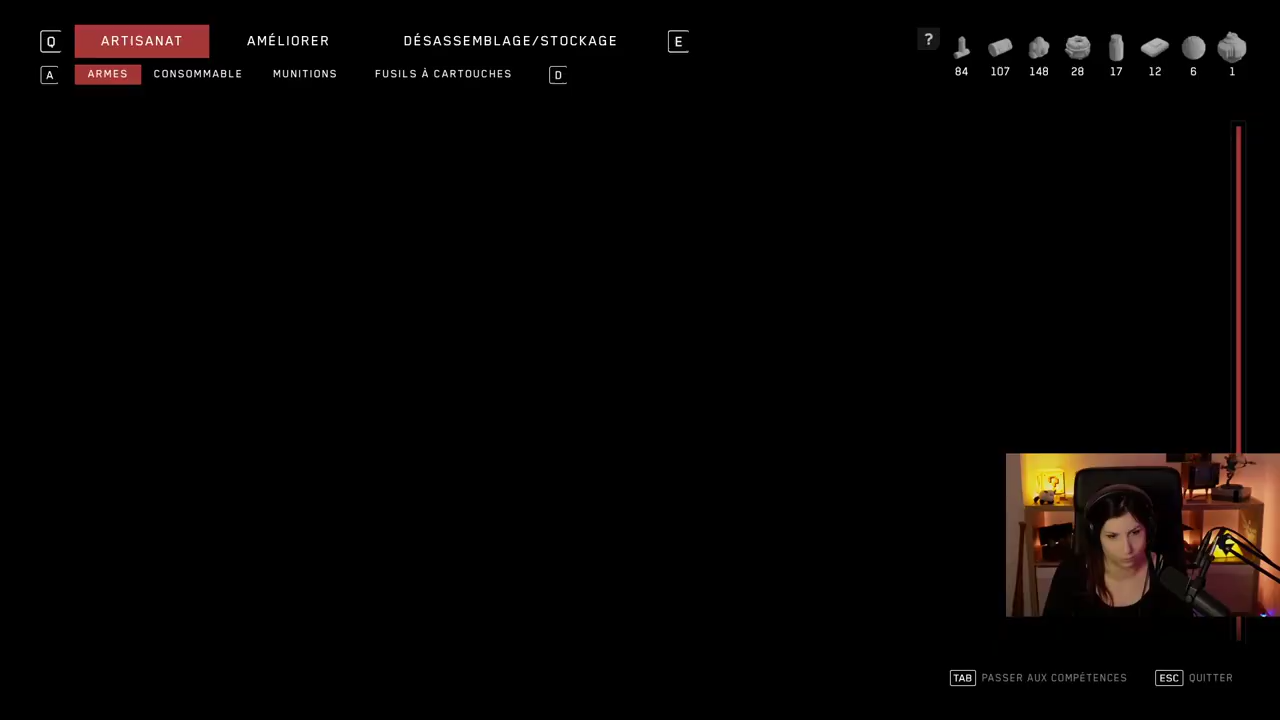 Q ARTISANAT AMÉLIORER DÉSASSEMBLAGE/STOCKAGE E ?
A ARMES CONSOMMABLE MUNITIONS FUSILS À CARTOUCHES D
84 107 148 28 17 12 6 1
?
TAB PASSER AUX COMPÉTENCES ESC QUITTER